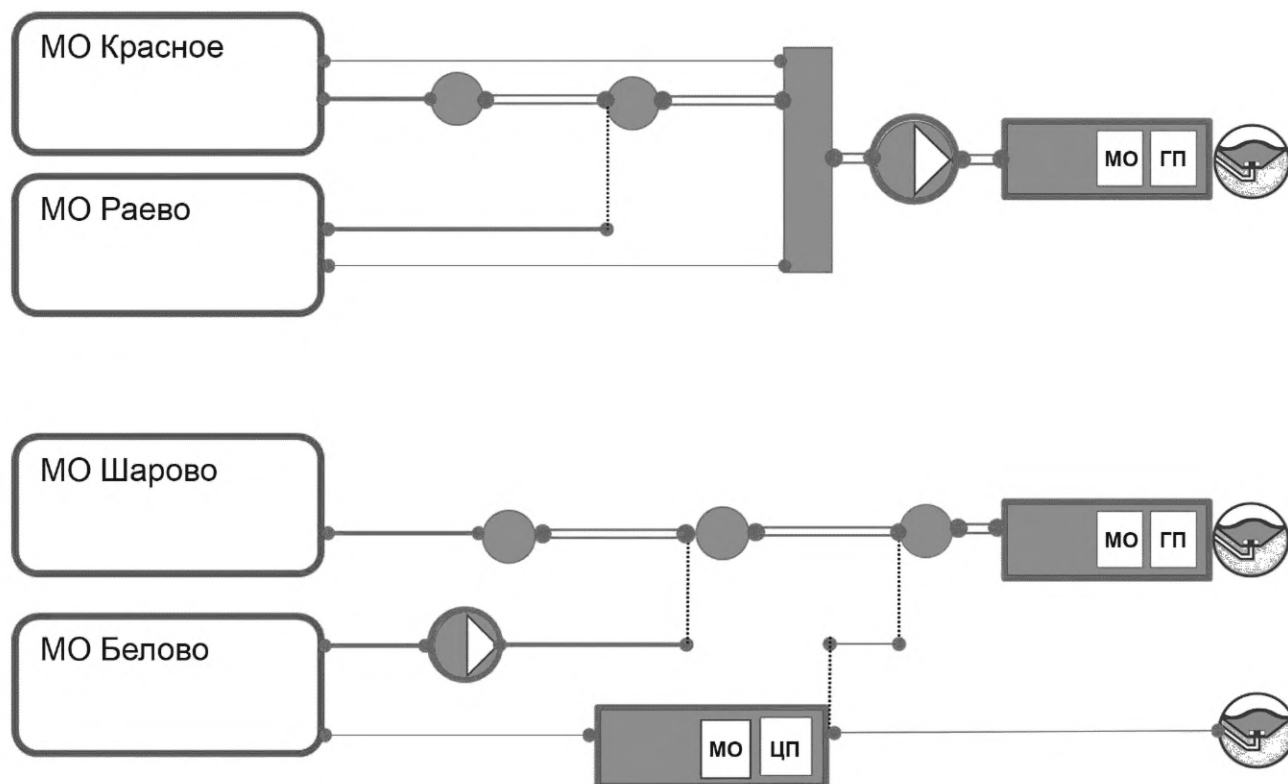 МО Красное
МО ГП
МО Раево
МО Шарово
МО ГП
МО Белово
МО ЦП